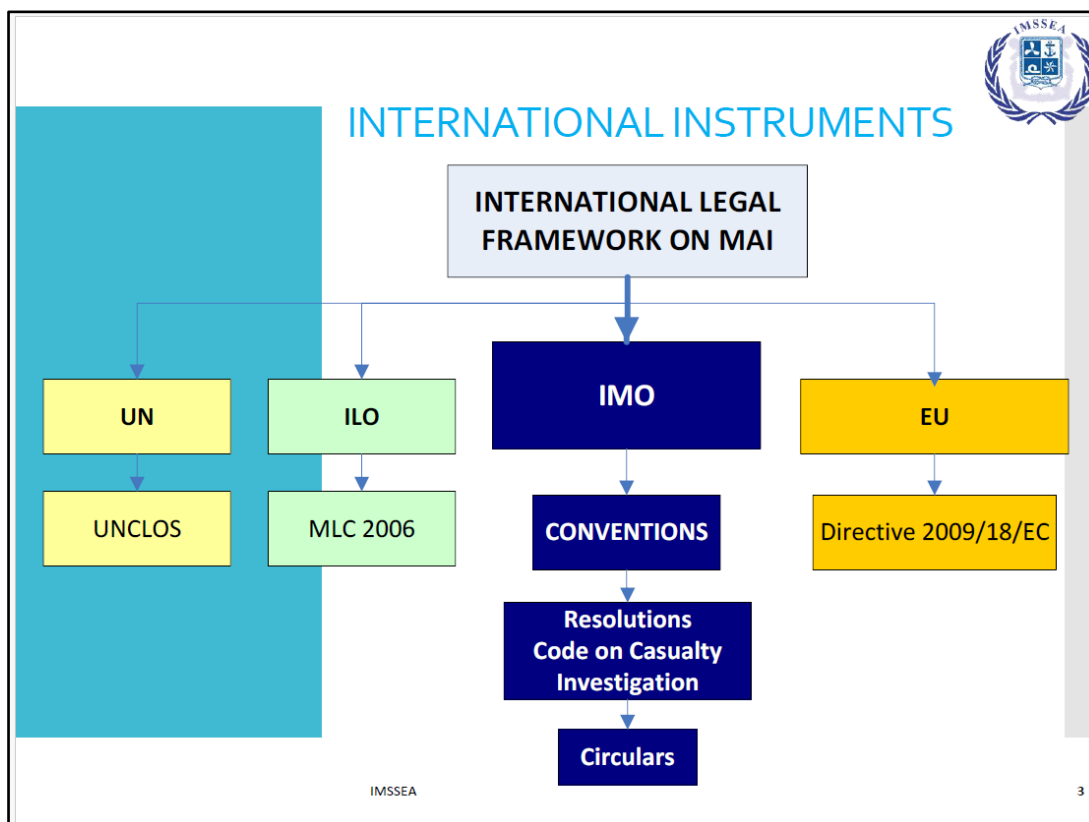 IMSSEA
INTERNATIONAL INSTRUMENTS
INTERNATIONAL LEGAL
FRAMEWORK ON MAI
UN
ILO
IMO
EU
UNCLOS
MLC 2006
CONVENTIONS
Directive 2009/18/EC
Resolutions
Code on Casualty
Investigation
Circulars
IMSSEA
3